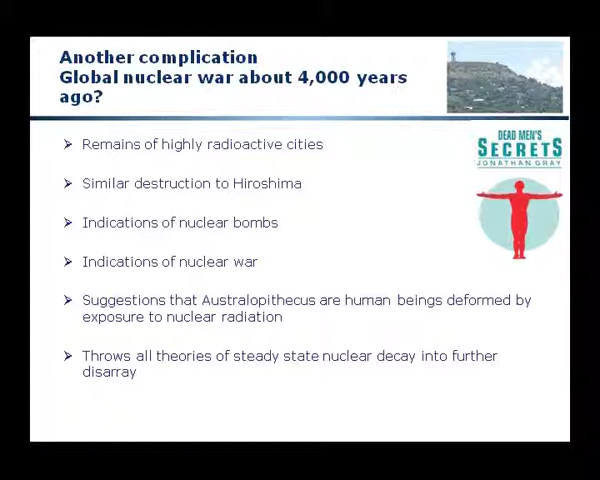 Another complication
Global nuclear war about 4,000 years
ago?
DEAD MEN'S
SECRETS
JONATHAN GRAY
➢ Remains of highly radioactive cities
➢ Similar destruction to Hiroshima
➢ Indications of nuclear bombs
➢ Indications of nuclear war
➢ Suggestions that Australopithecus are human beings deformed by
exposure to nuclear radiation
➢ Throws all theories of steady state nuclear decay into further
disarray